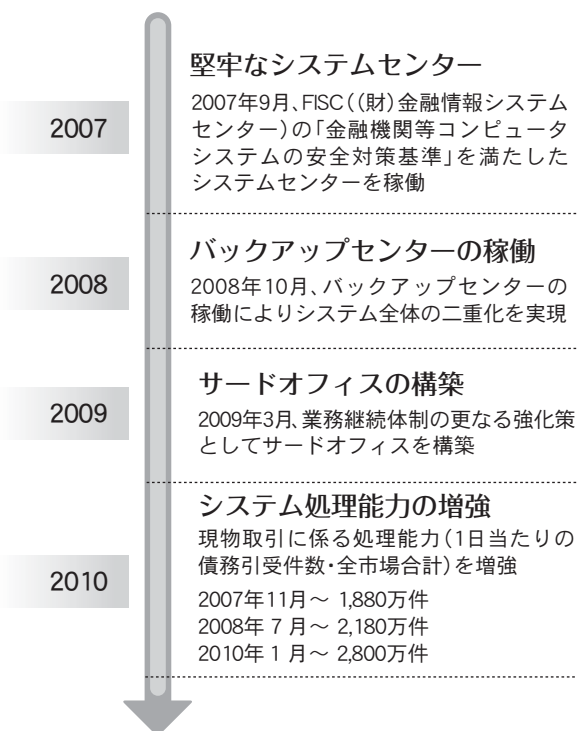 2007
堅牢なシステムセンター
2007年9月、FISC((財)金融情報システム
センター)の「金融機関等コンピュータ
システムの安全対策基準」を満たした
システムセンターを稼働
2008
バックアップセンターの稼働
2008年10月、バックアップセンターの
稼働によりシステム全体の二重化を実現
2009
サードオフィスの構築
2009年3月、業務継続体制の更なる強化策
としてサードオフィスを構築
2010
システム処理能力の増強
現物取引に係る処理能力(1日当たりの
債務引受件数・全市場合計)を増強
2007年11月～ 1,880万件
2008年 7 月～ 2,180万件
2010年 1 月～ 2,800万件